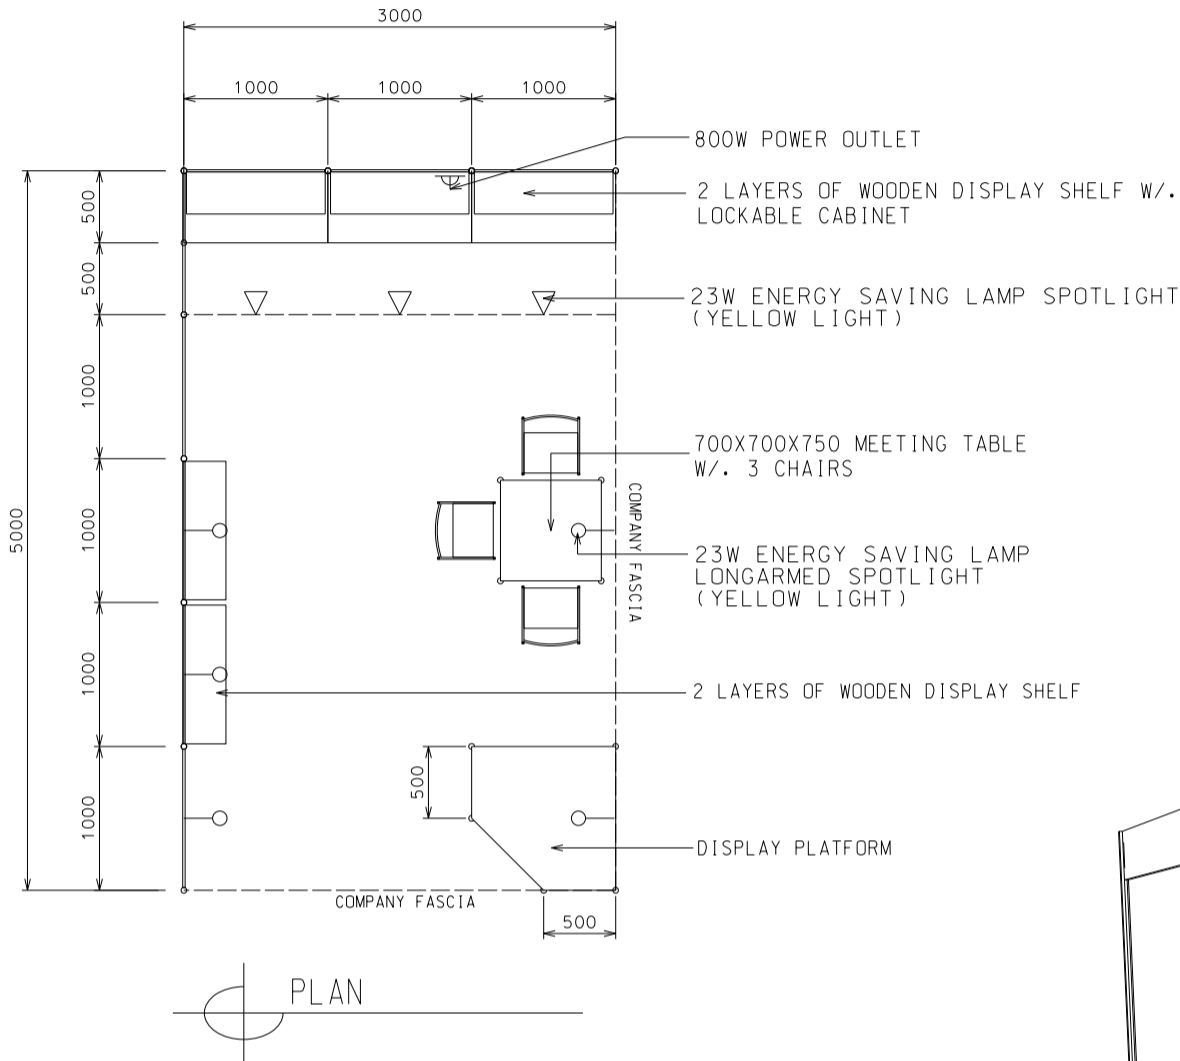 3000
1000 1000 1000
800W POWER OUTLET
2 LAYERS OF WOODEN DISPLAY SHELF W/.
LOCKABLE CABINET
500
500
23W ENERGY SAVING LAMP SPOTLIGHT
(YELLOW LIGHT)
1000
700X700X750 MEETING TABLE
W/. 3 CHAIRS
COMPANY FASCIA
5000
1000
23W ENERGY SAVING LAMP
LONGARMED SPOTLIGHT
(YELLOW LIGHT)
1000
2 LAYERS OF WOODEN DISPLAY SHELF
500
1000
DISPLAY PLATFORM
COMPANY FASCIA
500
PLAN